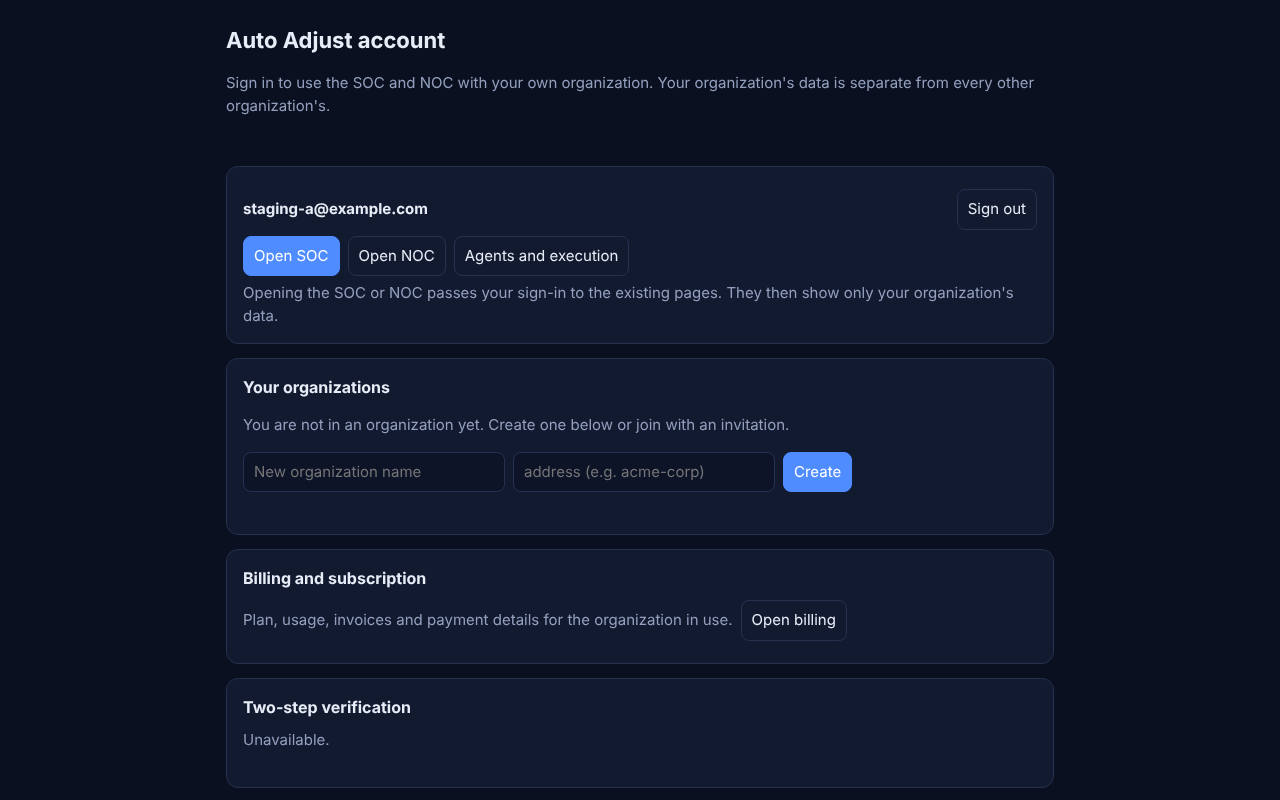 Auto Adjust account
Sign in to use the SOC and NOC with your own organization. Your organization's data is separate from every other
organization's.
staging-a@example.com
Sign out
Open SOC
Open NOC
Agents and execution
Opening the SOC or NOC passes your sign-in to the existing pages. They then show only your organization's
data.
Your organizations
You are not in an organization yet. Create one below or join with an invitation.
New organization name
address (e.g. acme-corp)
Create
Billing and subscription
Plan, usage, invoices and payment details for the organization in use.
Open billing
Two-step verification
Unavailable.